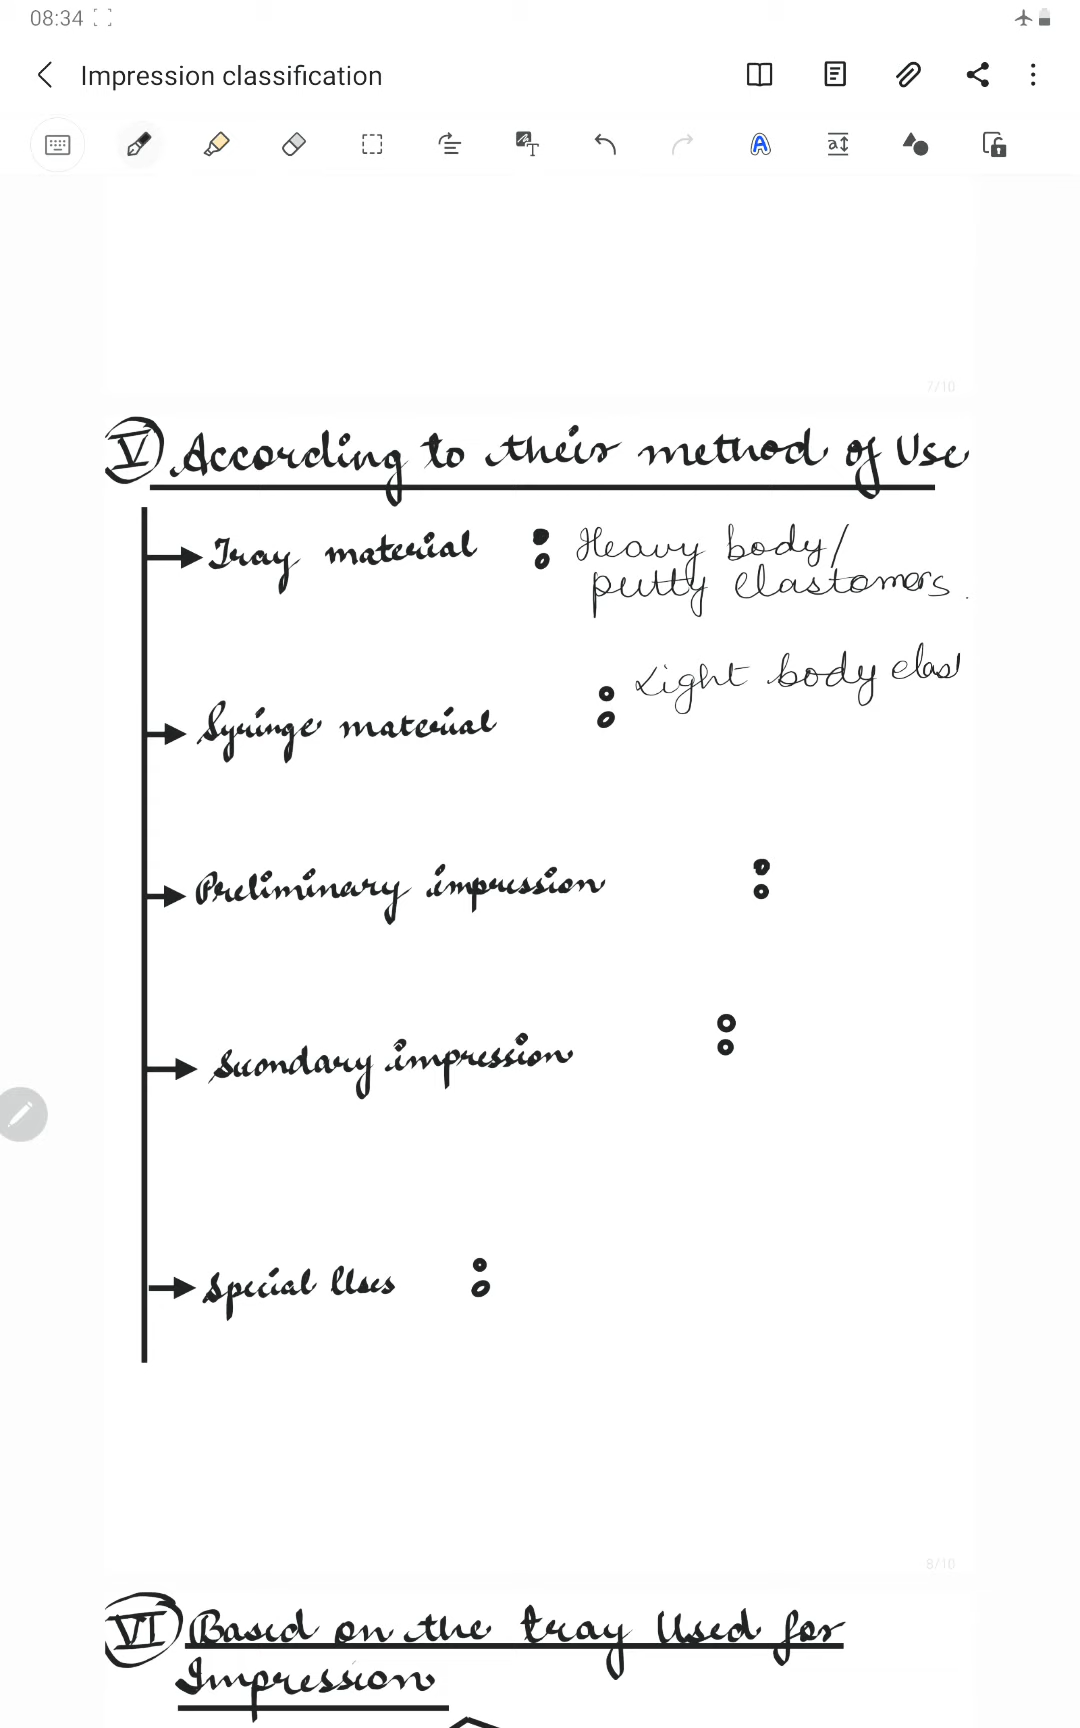 08:34
Impression classification
7/10
V According to their method of Use
Tray material : Heavy body/
putty elastomers.
Light body elast
Syringe material :
Preliminary impression :
Secondary impression :
Special Uses :
8/10
VI Based on the tray Used for
Impression